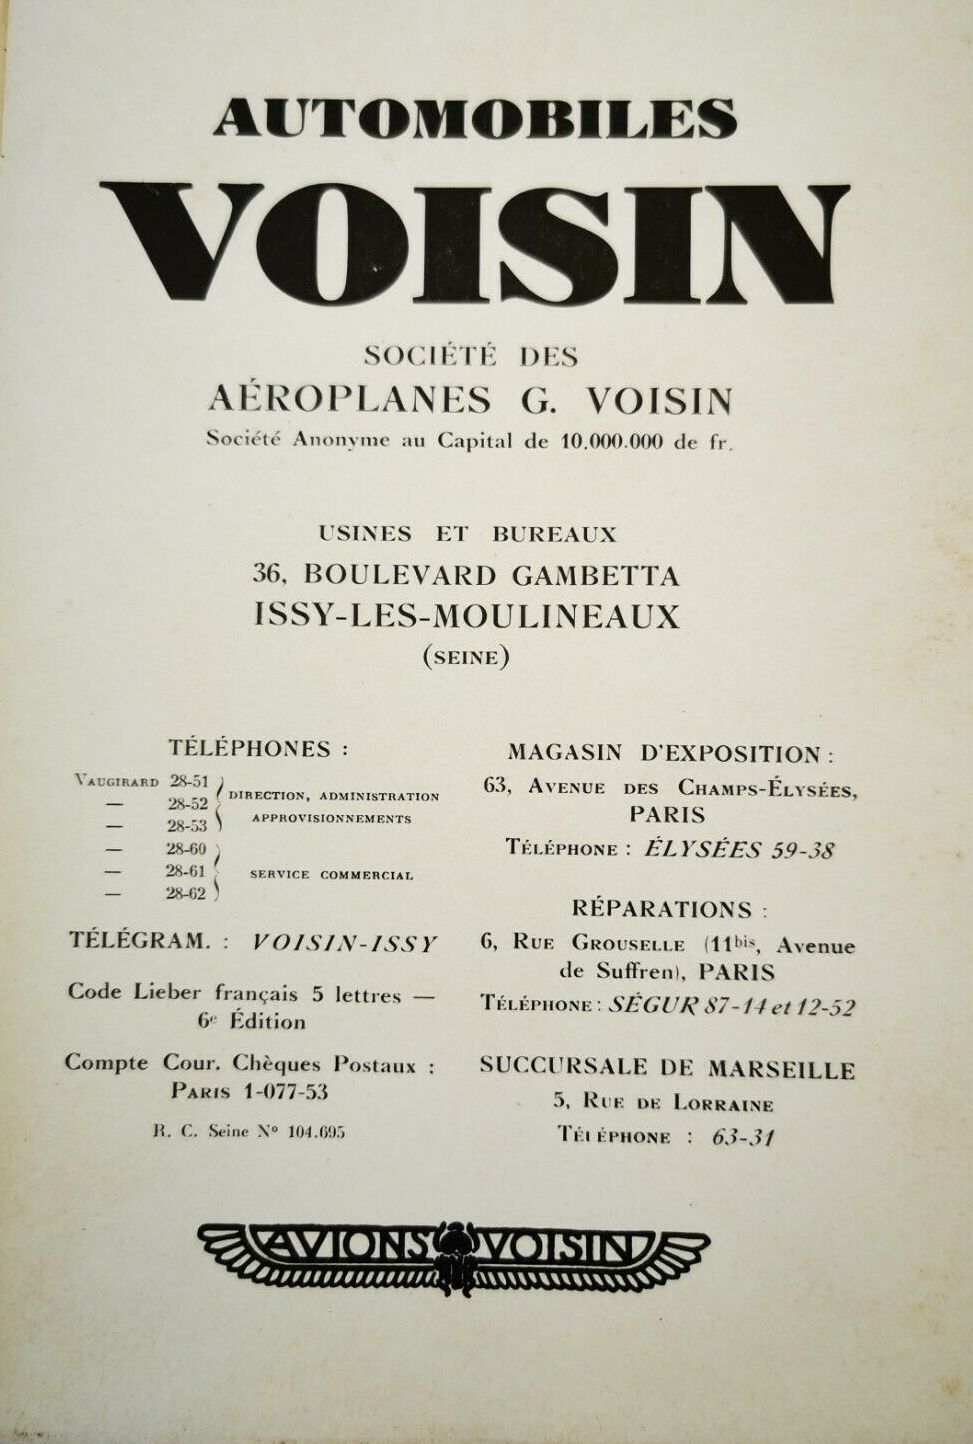 AUTOMOBILES
VOISIN
SOCIÉTÉ DES
AÉROPLANES G. VOISIN
Société Anonyme au Capital de 10.000.000 de fr.
USINES ET BUREAUX
36, BOULEVARD GAMBETTA
ISSY-LES-MOULINEAUX
(SEINE)
TÉLÉPHONES :
VAUGIRARD 28-51
— 28-52
— 28-53
DIRECTION, ADMINISTRATION
APPROVISIONNEMENTS
— 28-60
— 28-61
— 28-62
SERVICE COMMERCIAL
TÉLÉGRAM. : VOISIN-ISSY
Code Lieber français 5 lettres —
6e Édition
Compte Cour. Chèques Postaux :
PARIS 1-077-53
R. C. Seine No 104.695
MAGASIN D'EXPOSITION :
63, AVENUE DES CHAMPS-ÉLYSÉES,
PARIS
TÉLÉPHONE : ÉLYSÉES 59-38
RÉPARATIONS :
6, RUE GROUSELLE (11bis, Avenue
de Suffren), PARIS
TÉLÉPHONE : SÉGUR 87-14 et 12-52
SUCCURSALE DE MARSEILLE
5, RUE DE LORRAINE
TÉLÉPHONE : 63-31
AVIONS VOISIN